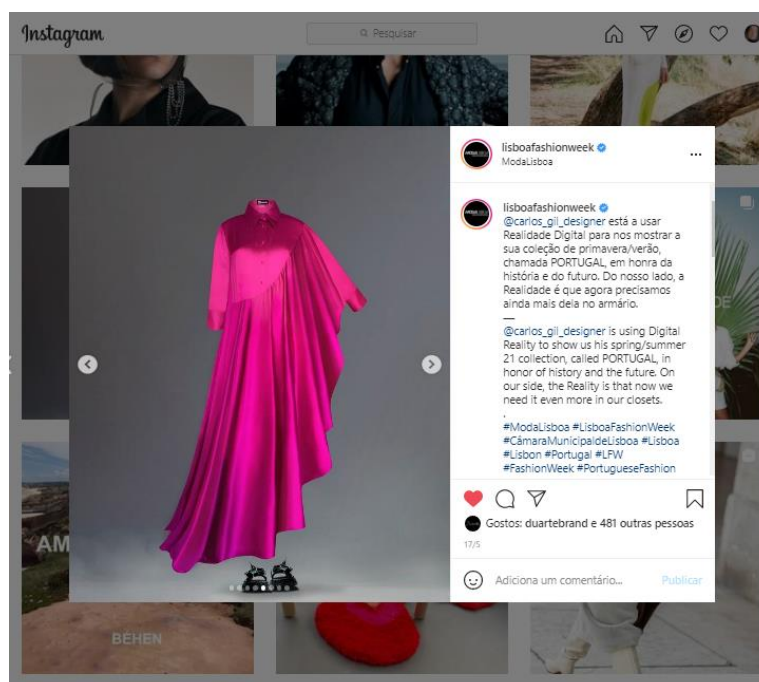 Instagram
Pesquisar
lisboafashionweek
ModaLisboa
lisboafashionweek
@carlos_gil_designer está a usar
Realidade Digital para nos mostrar a
sua coleção de primavera/verão,
chamada PORTUGAL, em honra da
história e do futuro. Do nosso lado, a
Realidade é que agora precisamos
ainda mais dela no armário.
—
@carlos_gil_designer is using Digital
Reality to show us his spring/summer
21 collection, called PORTUGAL, in
honor of history and the future. On
our side, the Reality is that now we
need it even more in our closets.
.
#ModaLisboa #LisboaFashionWeek
#CâmaraMunicipaldeLisboa #Lisboa
#Lisbon #Portugal #LFW
#FashionWeek #PortugueseFashion
Gostos: duartebrand e 481 outras pessoas
17/5
Adiciona um comentário... Publicar
AM
DE
BÉHEN